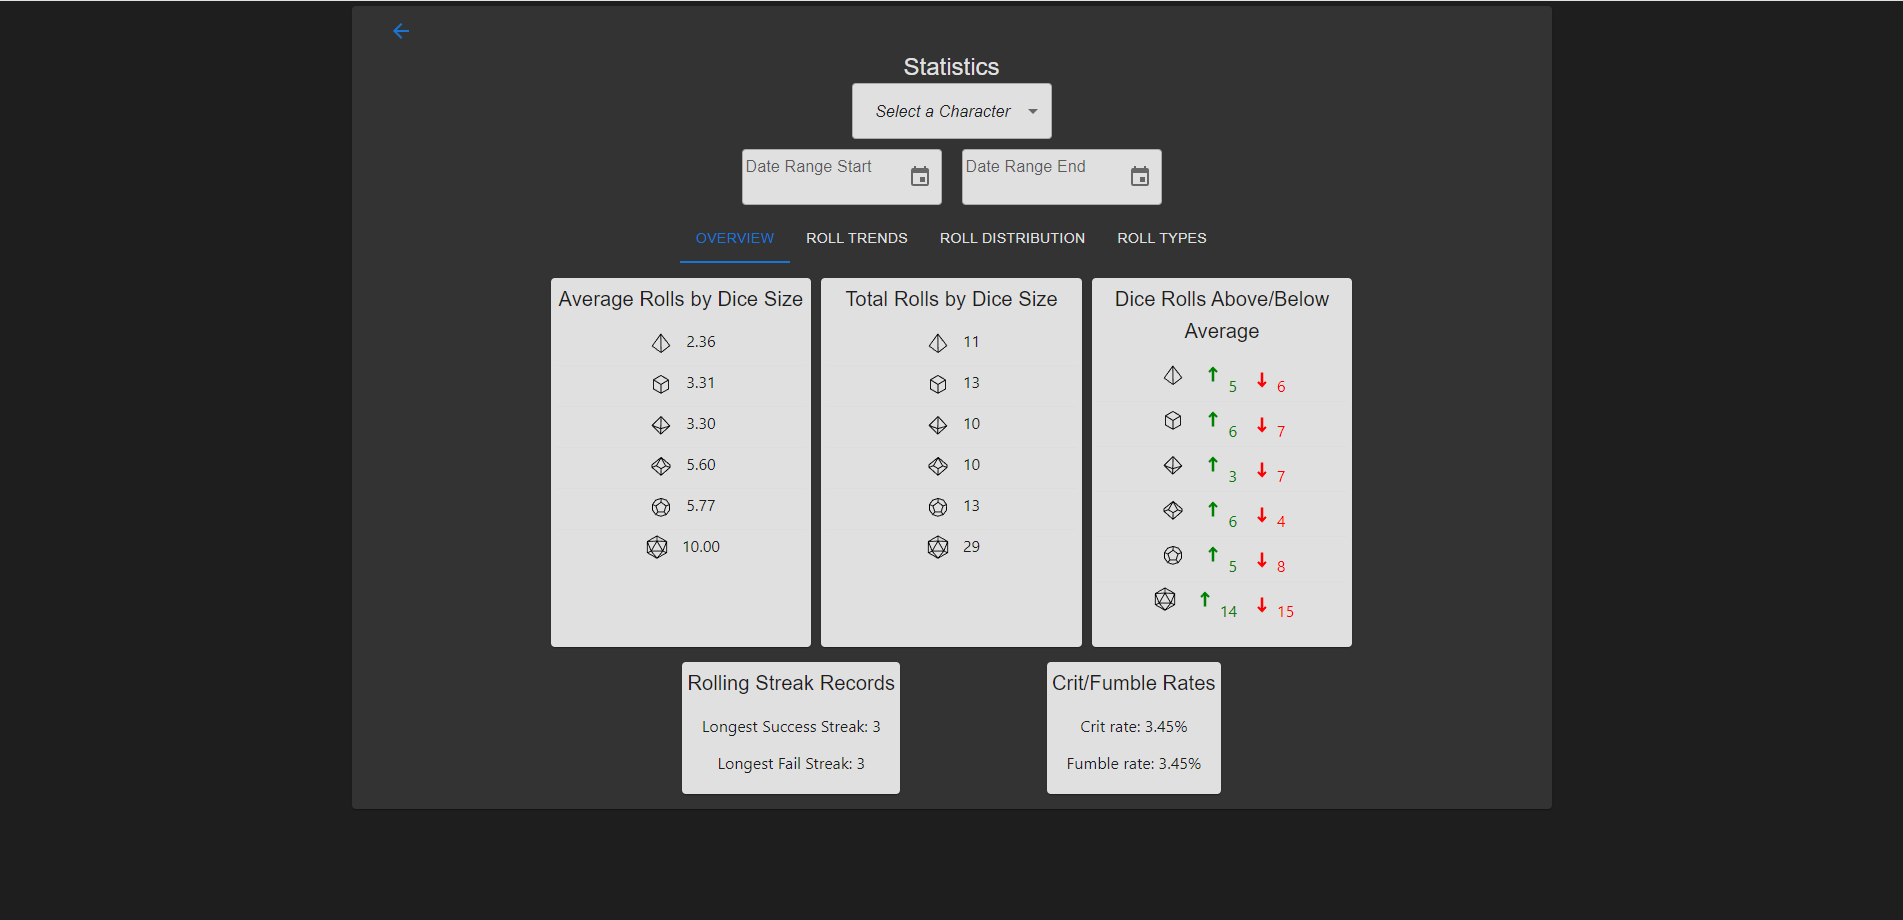 Statistics
Select a Character
Date Range Start
Date Range End
OVERVIEW
ROLL TRENDS
ROLL DISTRIBUTION
ROLL TYPES
Average Rolls by Dice Size
2.36
3.31
3.30
5.60
5.77
10.00
Total Rolls by Dice Size
11
13
10
10
13
29
Dice Rolls Above/Below
Average
5 6
6 7
3 7
6 4
5 8
14 15
Rolling Streak Records
Longest Success Streak: 3
Longest Fail Streak: 3
Crit/Fumble Rates
Crit rate: 3.45%
Fumble rate: 3.45%